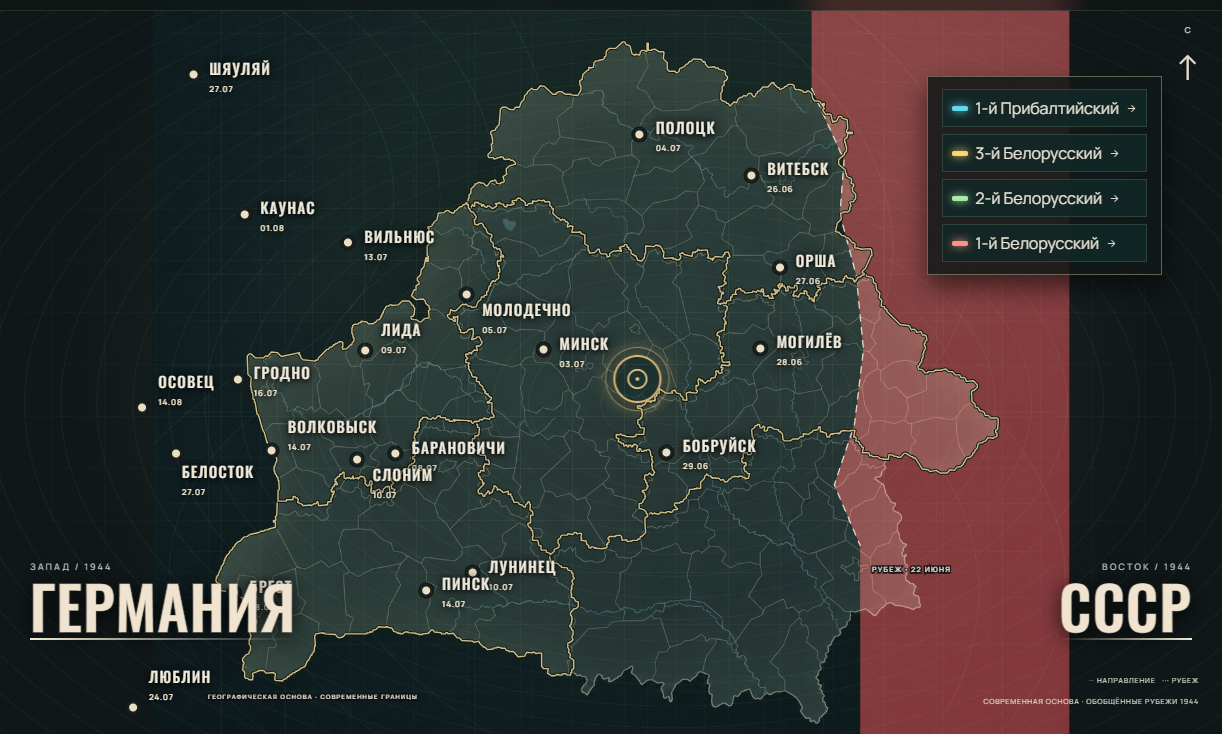 С
ШЯУЛЯЙ
27.07
1-й Прибалтийский →
3-й Белорусский →
2-й Белорусский →
1-й Белорусский →
ПОЛОЦК
04.07
ВИТЕБСК
26.06
КАУНАС
01.08
ВИЛЬНЮС
13.07
ОРША
27.06
МОЛОДЕЧНО
05.07
ЛИДА
09.07
МИНСК
03.07
МОГИЛЁВ
28.06
ГРОДНО
16.07
ОСОВЕЦ
14.08
ВОЛКОВЫСК
14.07
БАРАНОВИЧИ
БОБРУЙСК
29.06
БЕЛОСТОК
27.07
СЛОНИМ
10.07
ЛУНИНЕЦ
10.07
ПИНСК
14.07
БРЕСТ
ЗАПАД / 1944
ГЕРМАНИЯ
РУБЕЖ · 22 ИЮНЯ
ВОСТОК / 1944
СССР
ЛЮБЛИН
24.07
ГЕОГРАФИЧЕСКАЯ ОСНОВА · СОВРЕМЕННЫЕ ГРАНИЦЫ
НАПРАВЛЕНИЕ --- РУБЕЖ
СОВРЕМЕННАЯ ОСНОВА · ОБОБЩЁННЫЕ РУБЕЖИ 1944